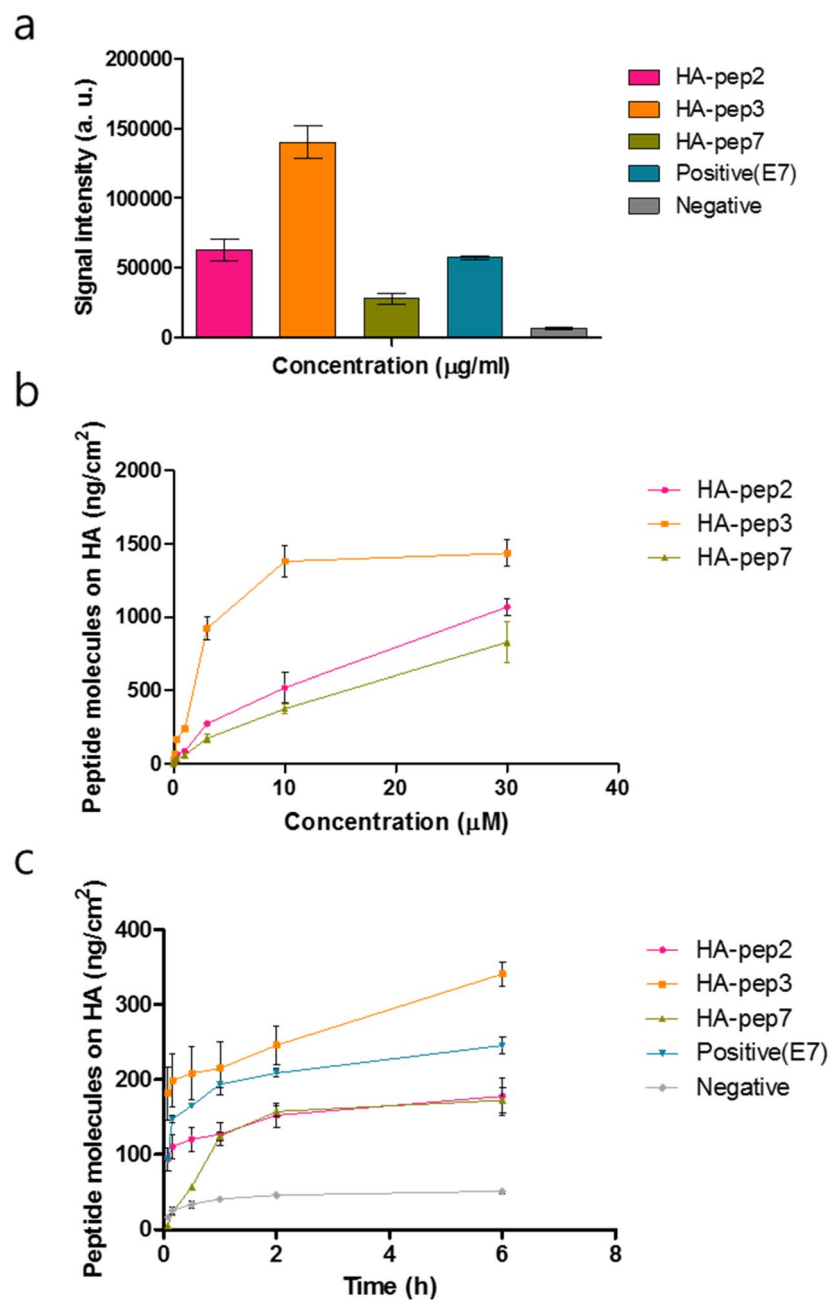 a
Signal intensity (a. u.)
200000
150000
100000
50000
0
Concentration (μg/ml)
HA-pep2
HA-pep3
HA-pep7
Positive(E7)
Negative
b
Peptide molecules on HA (ng/cm²)
2000
1500
1000
500
0
0 10 20 30 40
Concentration (μM)
HA-pep2
HA-pep3
HA-pep7
c
Peptide molecules on HA (ng/cm²)
400
300
200
100
0
0 2 4 6 8
Time (h)
HA-pep2
HA-pep3
HA-pep7
Positive(E7)
Negative